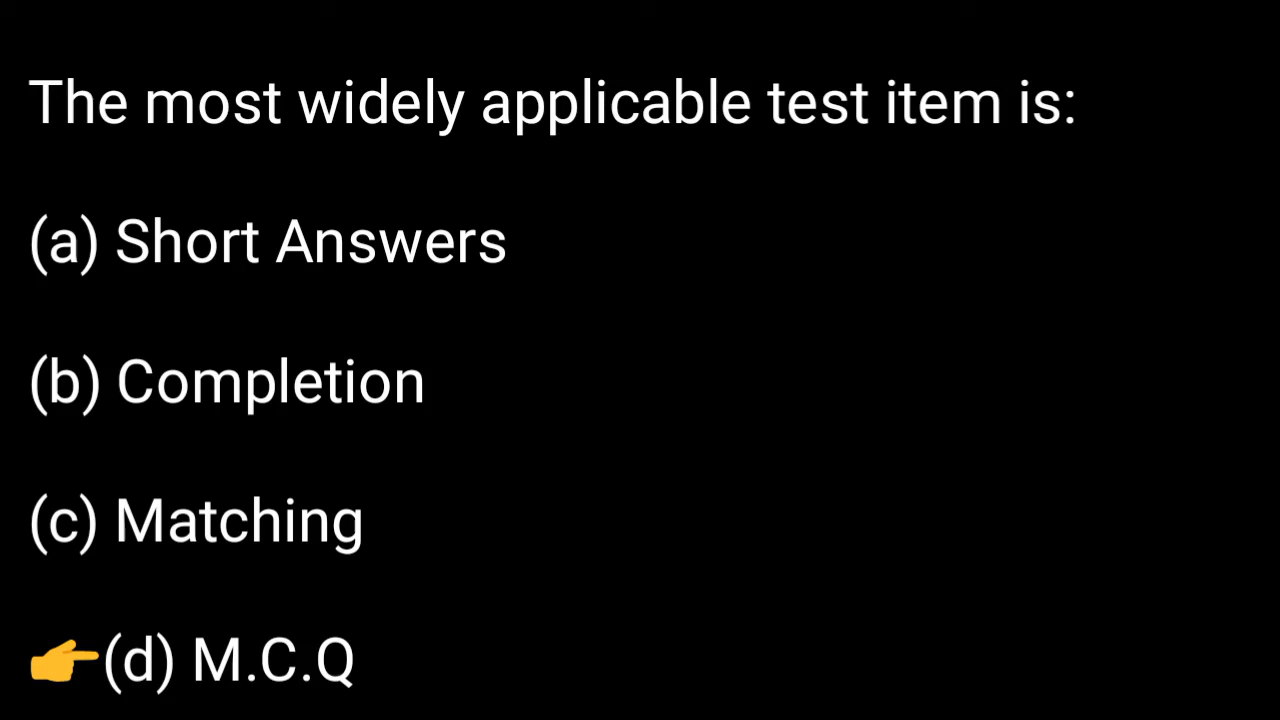 The most widely applicable test item is:
(a) Short Answers
(b) Completion
(c) Matching
👉(d) M.C.Q